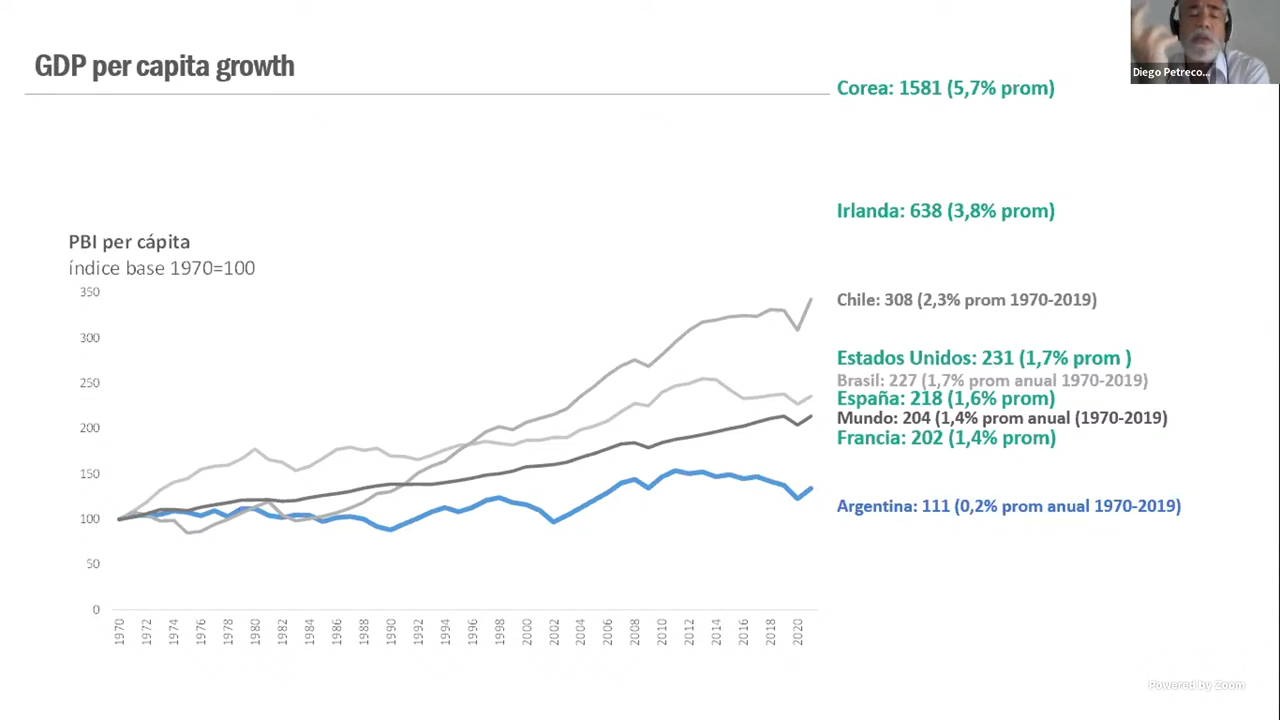 GDP per capita growth
Diego Petreco...
Corea: 1581 (5,7% prom)
Irlanda: 638 (3,8% prom)
PBI per cápita
índice base 1970=100
Chile: 308 (2,3% prom 1970-2019)
Estados Unidos: 231 (1,7% prom )
Brasil: 227 (1,7% prom anual 1970-2019)
España: 218 (1,6% prom)
Mundo: 204 (1,4% prom anual (1970-2019)
Francia: 202 (1,4% prom)
Argentina: 111 (0,2% prom anual 1970-2019)
350
300
250
200
150
100
50
0
1970
1972
1974
1976
1978
1980
1982
1984
1986
1988
1990
1992
1994
1996
1998
2000
2002
2004
2006
2008
2010
2012
2014
2016
2018
2020
Powered by Zoom